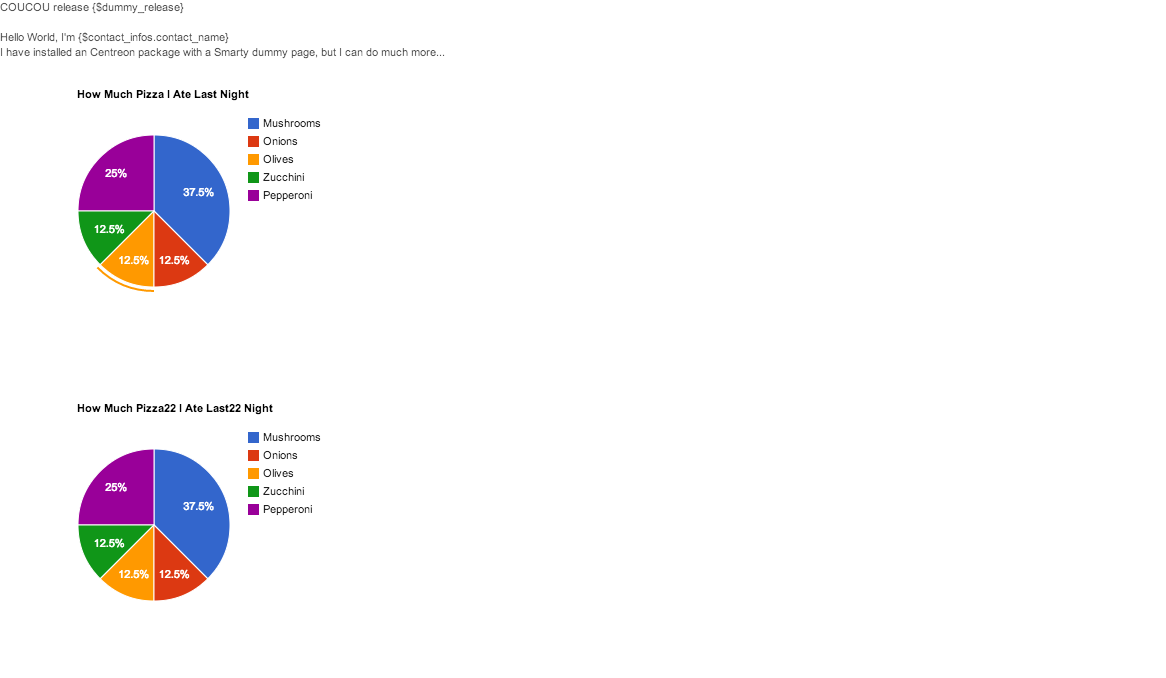 COUCOU release {$dummy_release}
Hello World, I'm {$contact_infos.contact_name}
I have installed an Centreon package with a Smarty dummy page, but I can do much more...
How Much Pizza I Ate Last Night
Mushrooms
Onions
Olives
Zucchini
Pepperoni
25%
37.5%
12.5%
12.5%
12.5%
How Much Pizza22 I Ate Last22 Night
Mushrooms
Onions
Olives
Zucchini
Pepperoni
25%
37.5%
12.5%
12.5%
12.5%